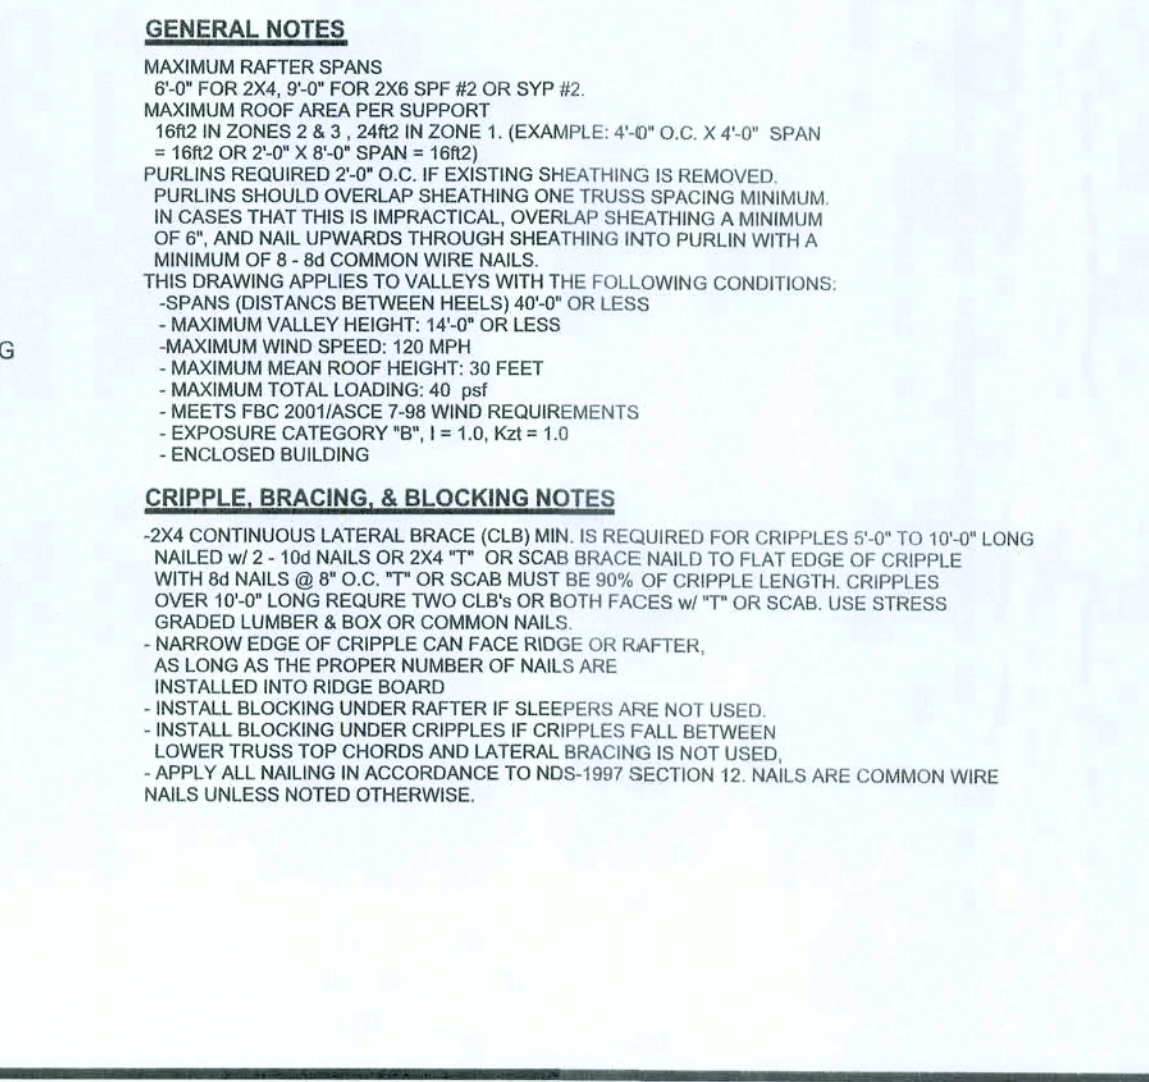 GENERAL NOTES
MAXIMUM RAFTER SPANS
6'-0" FOR 2X4, 9'-0" FOR 2X6 SPF #2 OR SYP #2.
MAXIMUM ROOF AREA PER SUPPORT
16ft2 IN ZONES 2 & 3 , 24ft2 IN ZONE 1. (EXAMPLE: 4'-0" O.C. X 4'-0" SPAN
= 16ft2 OR 2'-0" X 8'-0" SPAN = 16ft2)
PURLINS REQUIRED 2'-0" O.C. IF EXISTING SHEATHING IS REMOVED.
PURLINS SHOULD OVERLAP SHEATHING ONE TRUSS SPACING MINIMUM.
IN CASES THAT THIS IS IMPRACTICAL, OVERLAP SHEATHING A MINIMUM
OF 6", AND NAIL UPWARDS THROUGH SHEATHING INTO PURLIN WITH A
MINIMUM OF 8 - 8d COMMON WIRE NAILS.
THIS DRAWING APPLIES TO VALLEYS WITH THE FOLLOWING CONDITIONS:
-SPANS (DISTANCS BETWEEN HEELS) 40'-0" OR LESS
- MAXIMUM VALLEY HEIGHT: 14'-0" OR LESS
G
-MAXIMUM WIND SPEED: 120 MPH
- MAXIMUM MEAN ROOF HEIGHT: 30 FEET
- MAXIMUM TOTAL LOADING: 40 psf
- MEETS FBC 2001/ASCE 7-98 WIND REQUIREMENTS
- EXPOSURE CATEGORY "B", I = 1.0, Kzt = 1.0
- ENCLOSED BUILDING
CRIPPLE, BRACING, & BLOCKING NOTES
-2X4 CONTINUOUS LATERAL BRACE (CLB) MIN. IS REQUIRED FOR CRIPPLES 5'-0" TO 10'-0" LONG
NAILED w/ 2 - 10d NAILS OR 2X4 "T" OR SCAB BRACE NAILD TO FLAT EDGE OF CRIPPLE
WITH 8d NAILS @ 8" O.C. "T" OR SCAB MUST BE 90% OF CRIPPLE LENGTH. CRIPPLES
OVER 10'-0" LONG REQURE TWO CLB's OR BOTH FACES w/ "T" OR SCAB. USE STRESS
GRADED LUMBER & BOX OR COMMON NAILS.
- NARROW EDGE OF CRIPPLE CAN FACE RIDGE OR RAFTER,
AS LONG AS THE PROPER NUMBER OF NAILS ARE
INSTALLED INTO RIDGE BOARD
- INSTALL BLOCKING UNDER RAFTER IF SLEEPERS ARE NOT USED.
- INSTALL BLOCKING UNDER CRIPPLES IF CRIPPLES FALL BETWEEN
LOWER TRUSS TOP CHORDS AND LATERAL BRACING IS NOT USED,
- APPLY ALL NAILING IN ACCORDANCE TO NDS-1997 SECTION 12. NAILS ARE COMMON WIRE
NAILS UNLESS NOTED OTHERWISE.